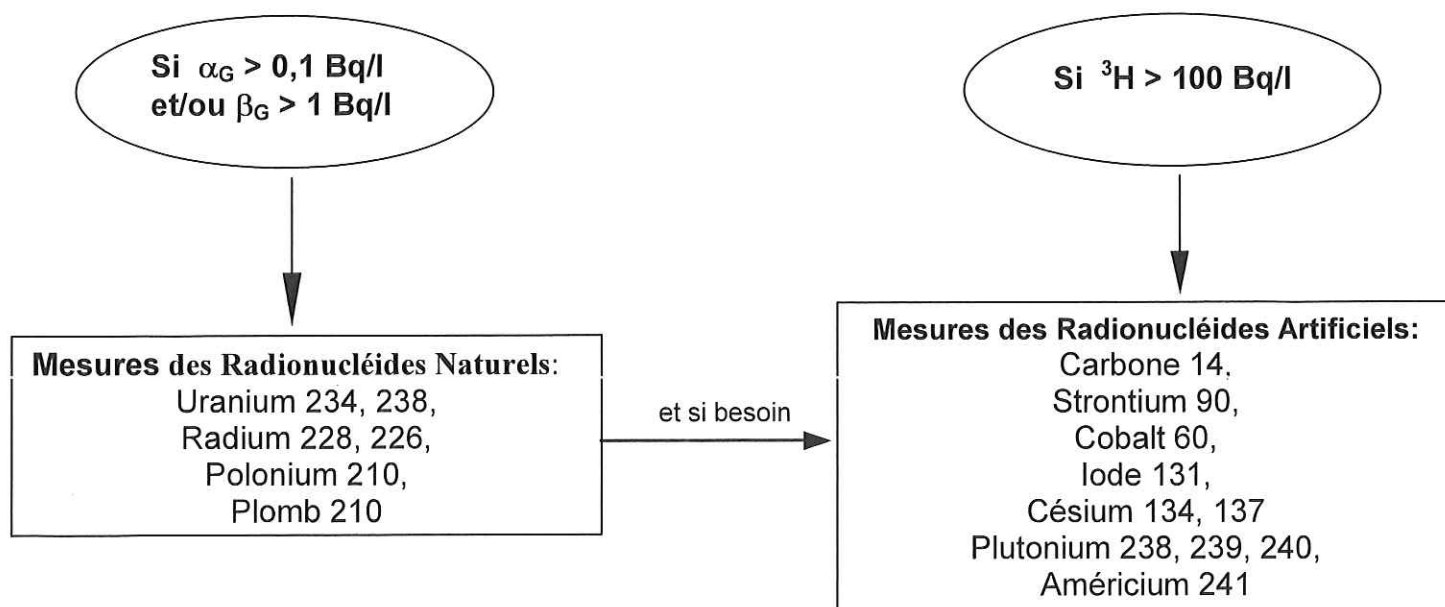 Si α_G > 0,1 Bq/l
et/ou β_G > 1 Bq/l
Si ³H > 100 Bq/l
Mesures des Radionucléides Naturels:
Uranium 234, 238,
Radium 228, 226,
Polonium 210,
Plomb 210
et si besoin
Mesures des Radionucléides Artificiels:
Carbone 14,
Strontium 90,
Cobalt 60,
Iode 131,
Césium 134, 137
Plutonium 238, 239, 240,
Américium 241